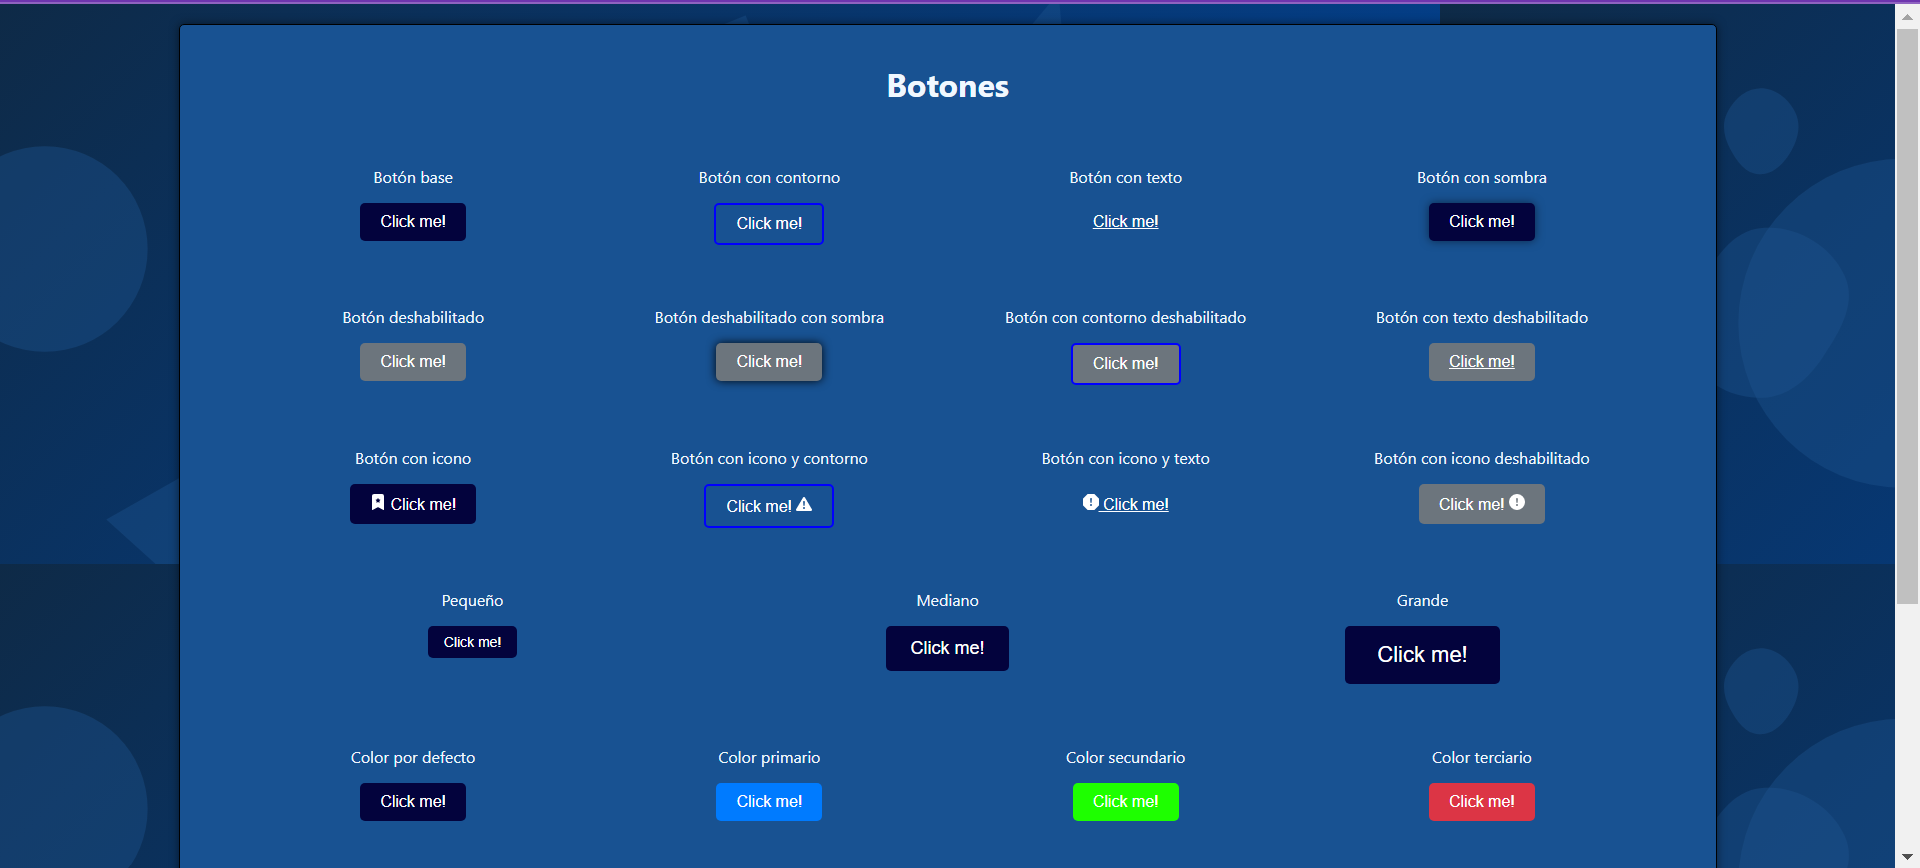 Botones
Botón base
Botón con contorno
Botón con texto
Botón con sombra
Click me!
Click me!
Click me!
Click me!
Botón deshabilitado
Botón deshabilitado con sombra
Botón con contorno deshabilitado
Botón con texto deshabilitado
Click me!
Click me!
Click me!
Click me!
Botón con icono
Botón con icono y contorno
Botón con icono y texto
Botón con icono deshabilitado
Click me!
Click me!
Click me!
Click me!
Pequeño
Mediano
Grande
Click me!
Click me!
Click me!
Color por defecto
Color primario
Color secundario
Color terciario
Click me!
Click me!
Click me!
Click me!